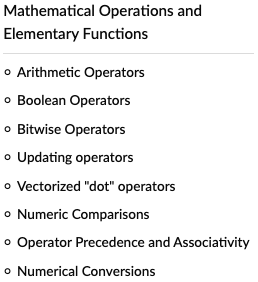 Mathematical Operations and
Elementary Functions
Arithmetic Operators
Boolean Operators
Bitwise Operators
Updating operators
Vectorized "dot" operators
Numeric Comparisons
Operator Precedence and Associativity
Numerical Conversions